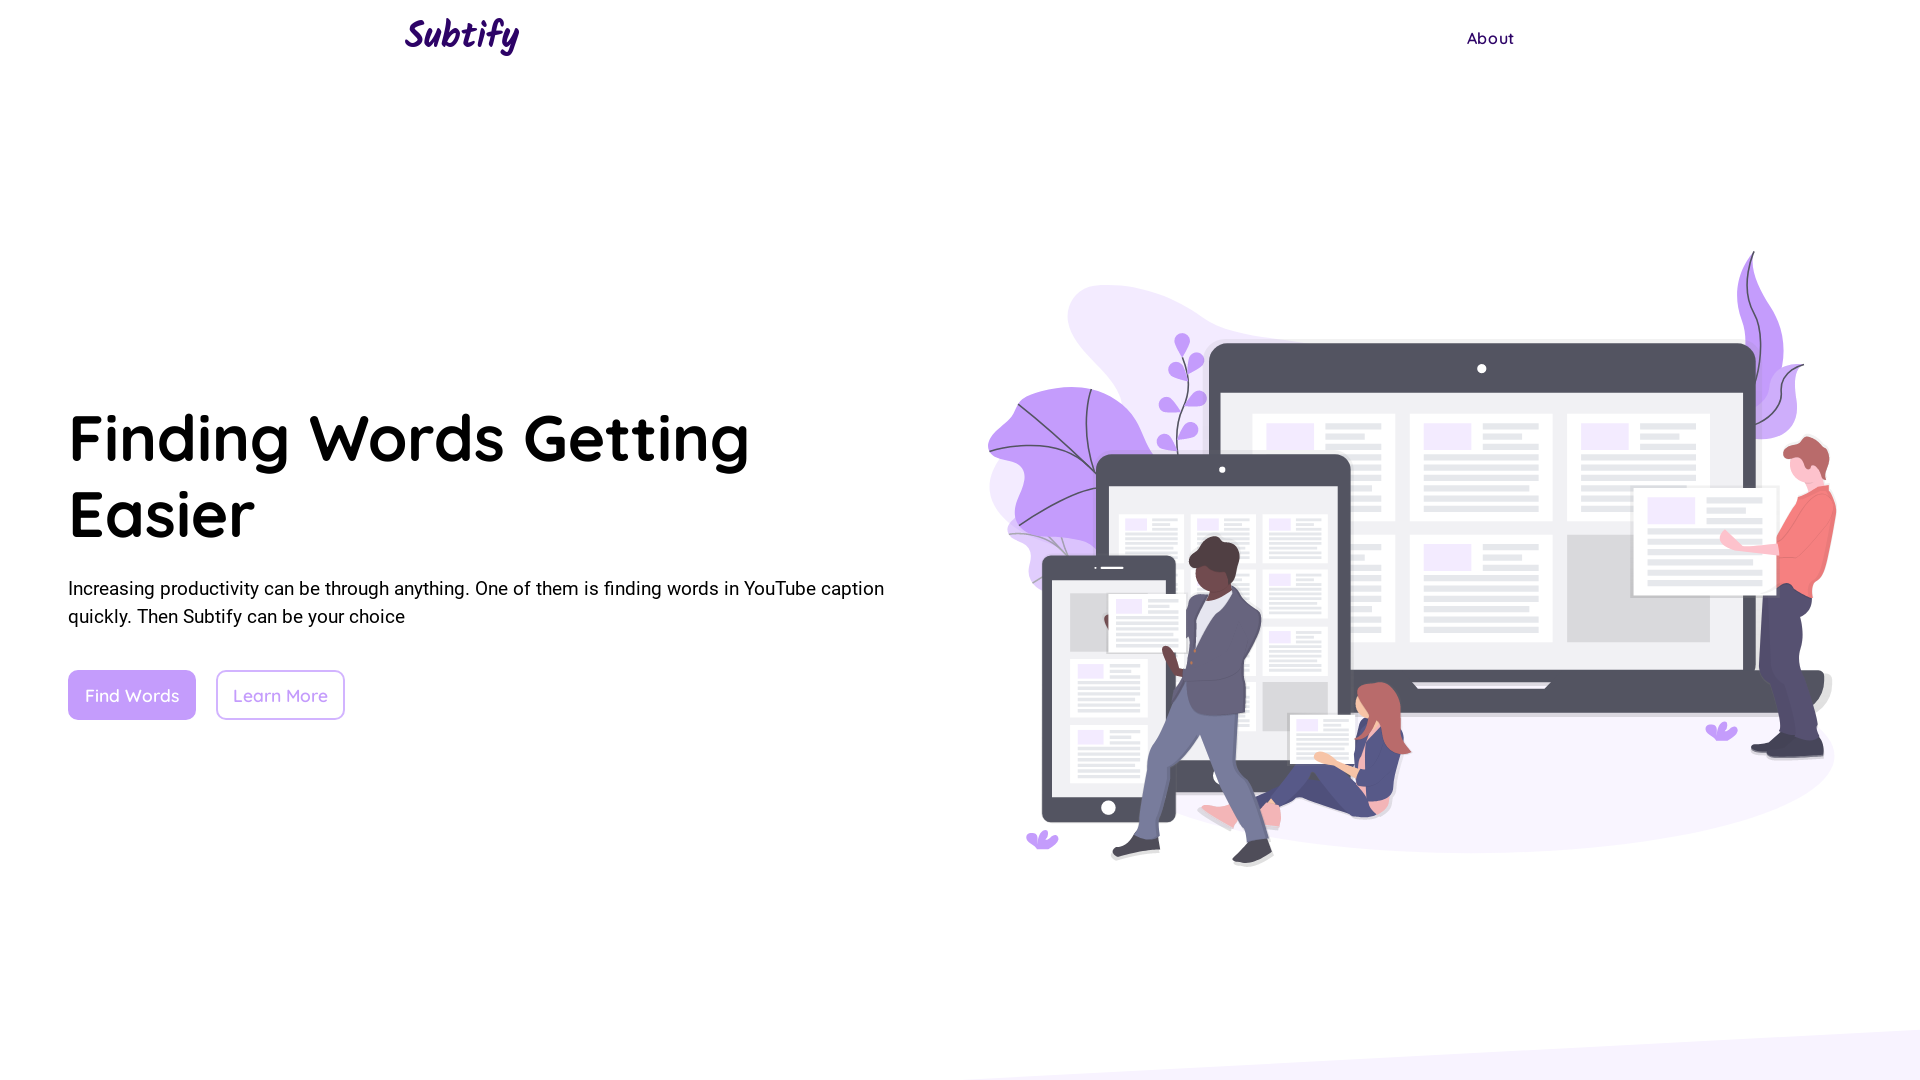 Subtify
About
Finding Words Getting
Easier
Increasing productivity can be through anything. One of them is finding words in YouTube caption
quickly. Then Subtify can be your choice
Find Words
Learn More